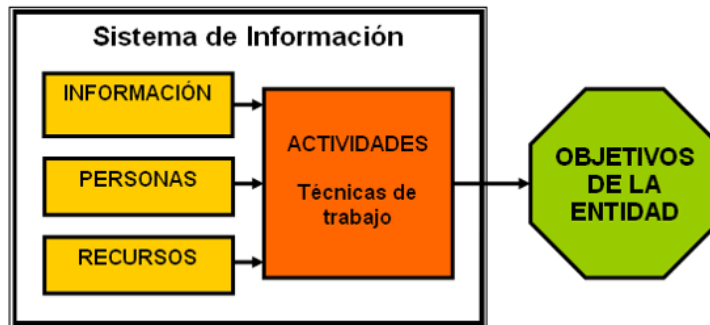 Sistema de Información
INFORMACIÓN
PERSONAS
RECURSOS
ACTIVIDADES
Técnicas de
trabajo
OBJETIVOS
DE LA
ENTIDAD